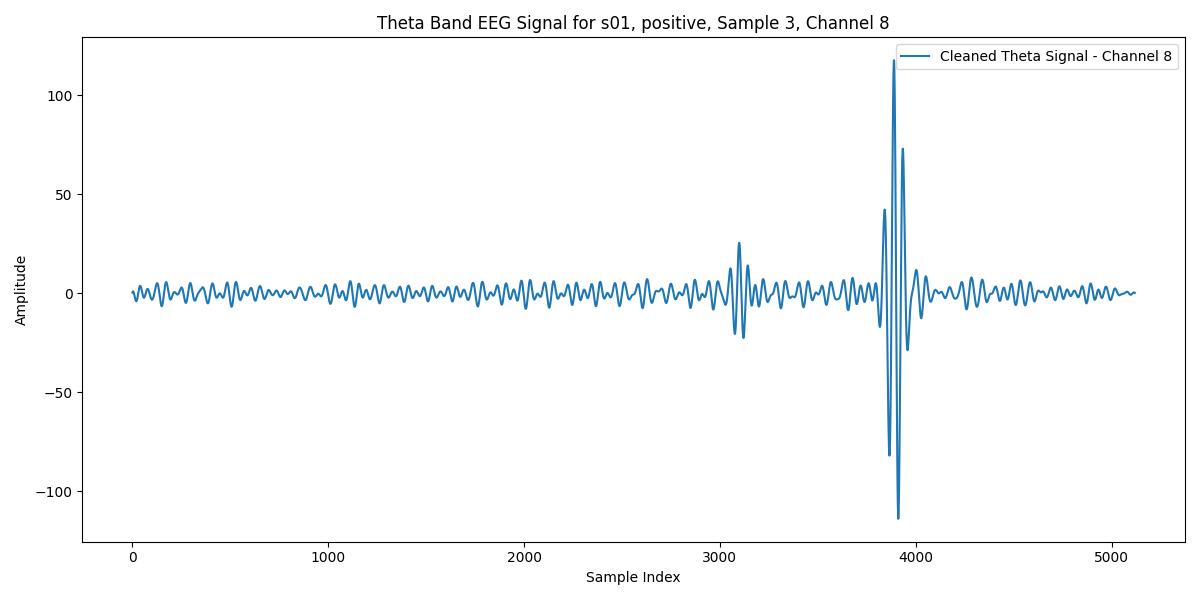 Theta Band EEG Signal for s01, positive, Sample 3, Channel 8
Cleaned Theta Signal - Channel 8
100
50
0
−50
−100
Amplitude
0 1000 2000 3000 4000 5000
Sample Index